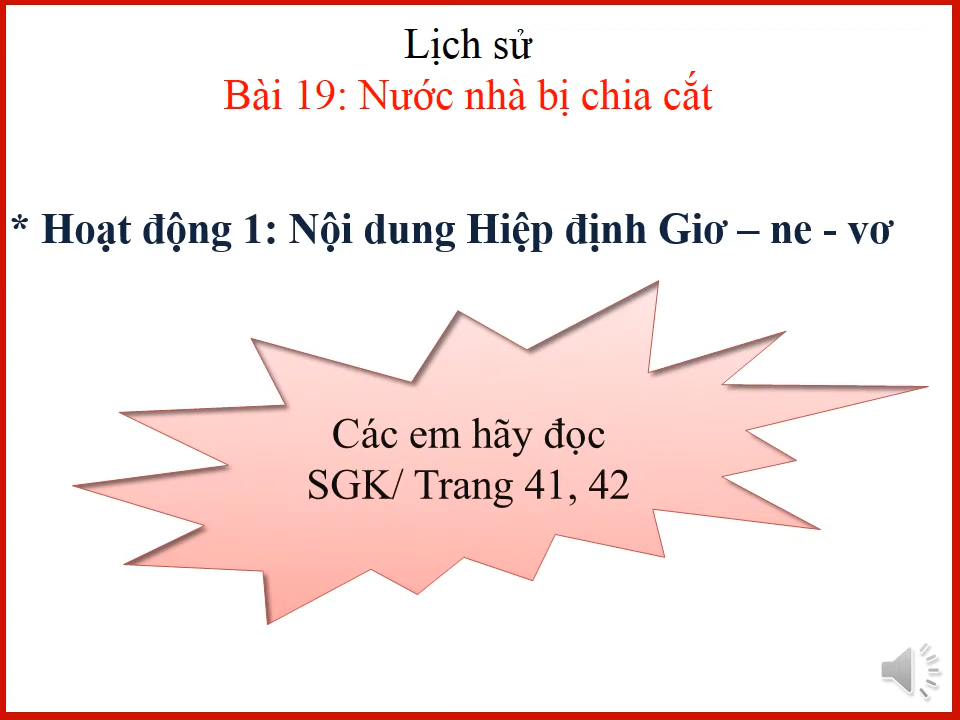 Lịch sử
Bài 19: Nước nhà bị chia cắt
* Hoạt động 1: Nội dung Hiệp định Giơ – ne - vơ
Các em hãy đọc
SGK/ Trang 41, 42